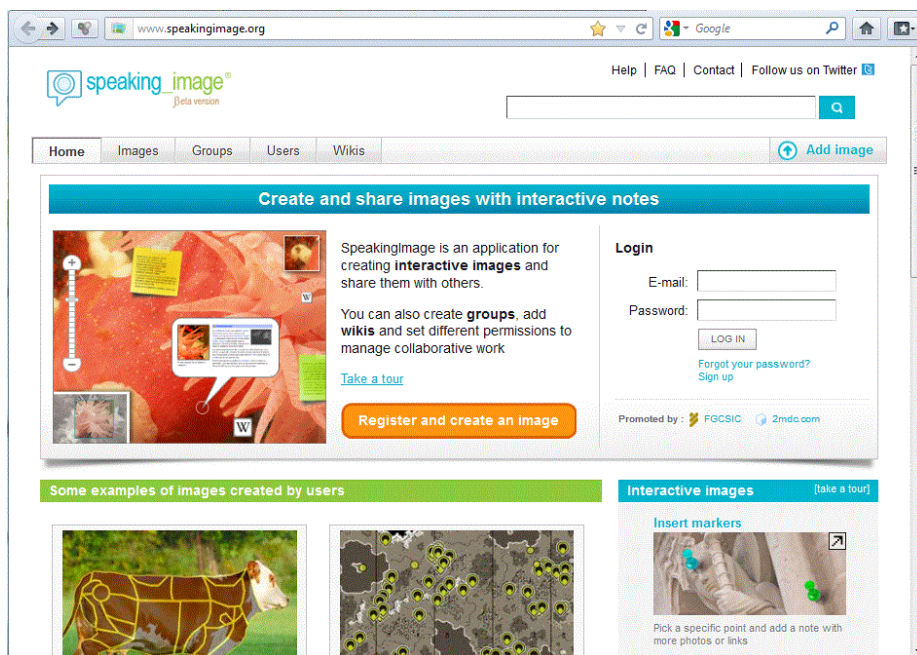 www.speakingimage.org
Google
speaking_image®
βeta version
Help | FAQ | Contact | Follow us on Twitter
Home
Images
Groups
Users
Wikis
Add image
Create and share images with interactive notes
SpeakingImage is an application for
creating interactive images and
share them with others.
You can also create groups, add
wikis and set different permissions to
manage collaborative work
Take a tour
Register and create an image
W
W
Login
E-mail:
Password:
LOG IN
Forgot your password?
Sign up
Promoted by : FGCSIC 2mdc.com
Some examples of images created by users
Interactive images [take a tour]
Insert markers
Pick a specific point and add a note with
more photos or links